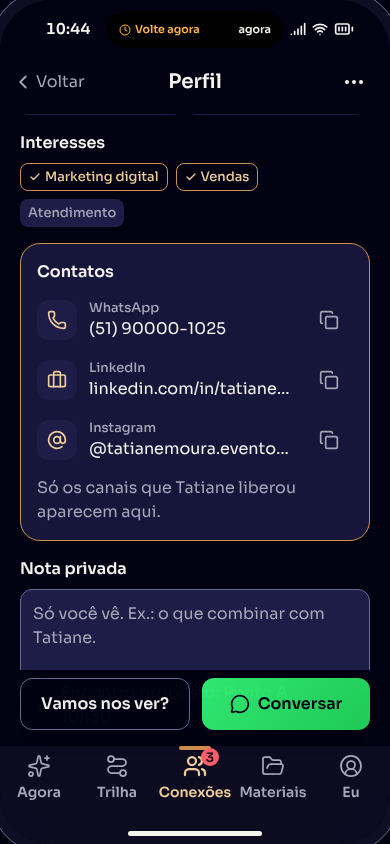 10:44
Volte agora
agora
Voltar
Perfil
Interesses
Marketing digital
Vendas
Atendimento
Contatos
WhatsApp
(51) 90000-1025
LinkedIn
linkedin.com/in/tatiane...
Instagram
@tatianemoura.evento...
Só os canais que Tatiane liberou
aparecem aqui.
Nota privada
Só você vê. Ex.: o que combinar com
Tatiane.
Vamos nos ver?
Conversar
3
Agora
Trilha
Conexões
Materiais
Eu